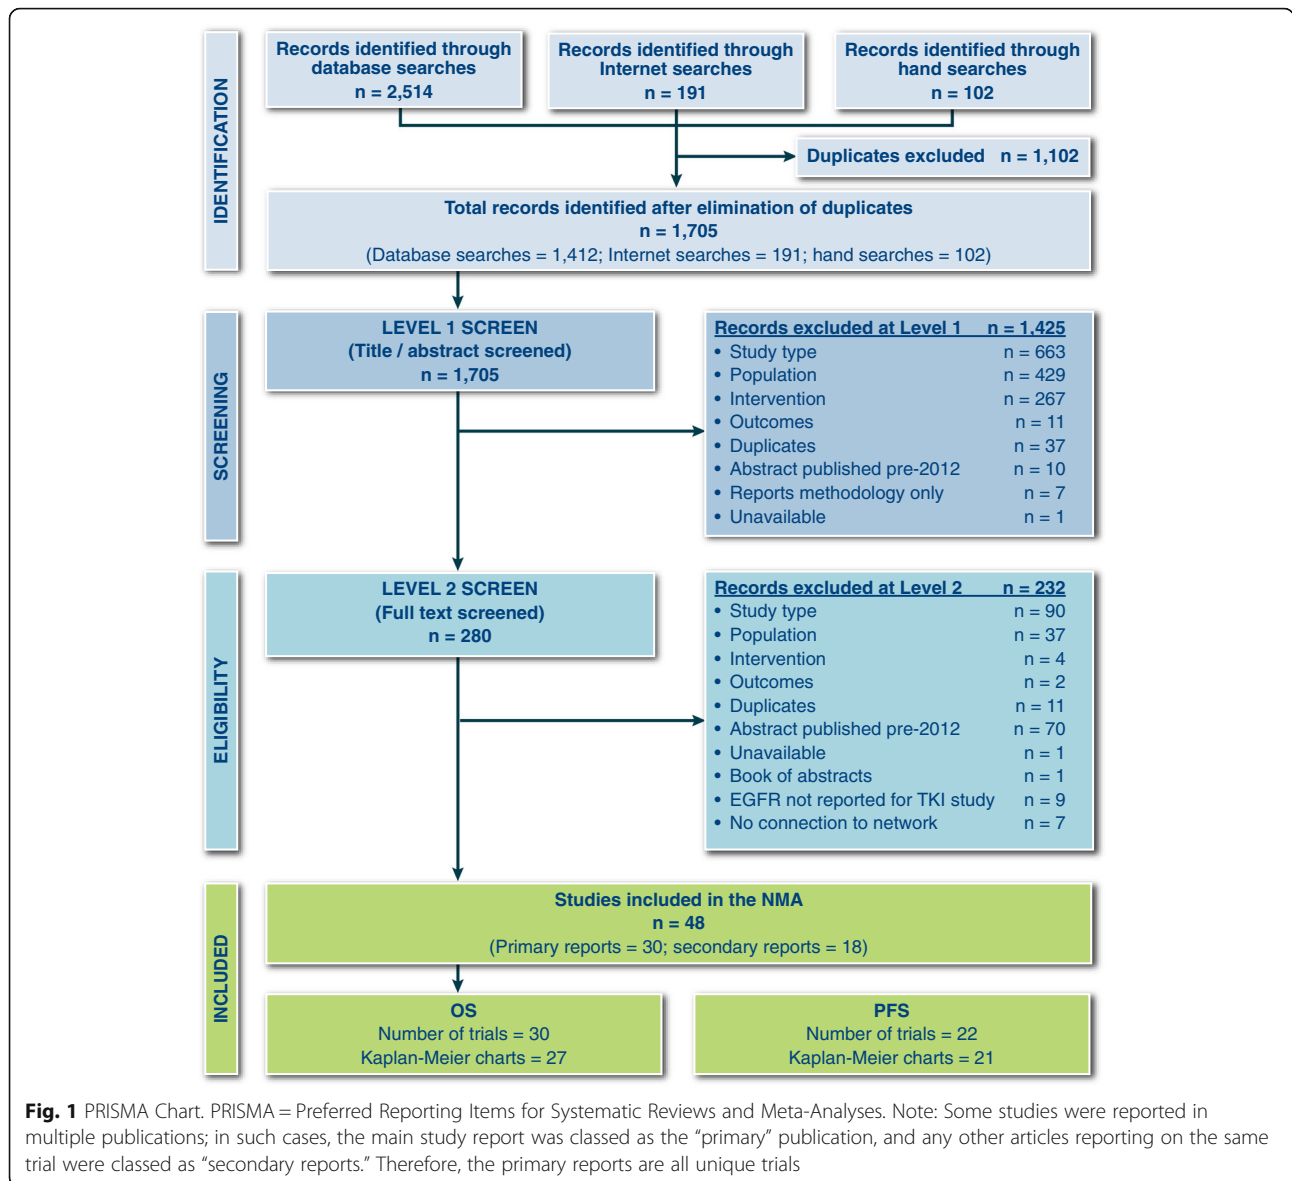 IDENTIFICATION
Records identified through
database searches
n = 2,514
Records identified through
Internet searches
n = 191
Records identified through
hand searches
n = 102
Duplicates excluded n = 1,102
Total records identified after elimination of duplicates
n = 1,705
(Database searches = 1,412; Internet searches = 191; hand searches = 102)
SCREENING
LEVEL 1 SCREEN
(Title / abstract screened)
n = 1,705
Records excluded at Level 1 n = 1,425
• Study type n = 663
• Population n = 429
• Intervention n = 267
• Outcomes n = 11
• Duplicates n = 37
• Abstract published pre-2012 n = 10
• Reports methodology only n = 7
• Unavailable n = 1
ELIGIBILITY
LEVEL 2 SCREEN
(Full text screened)
n = 280
Records excluded at Level 2 n = 232
• Study type n = 90
• Population n = 37
• Intervention n = 4
• Outcomes n = 2
• Duplicates n = 11
• Abstract published pre-2012 n = 70
• Unavailable n = 1
• Book of abstracts n = 1
• EGFR not reported for TKI study n = 9
• No connection to network n = 7
INCLUDED
Studies included in the NMA
n = 48
(Primary reports = 30; secondary reports = 18)
OS
Number of trials = 30
Kaplan-Meier charts = 27
PFS
Number of trials = 22
Kaplan-Meier charts = 21
Fig. 1 PRISMA Chart. PRISMA = Preferred Reporting Items for Systematic Reviews and Meta-Analyses. Note: Some studies were reported in
multiple publications; in such cases, the main study report was classed as the “primary” publication, and any other articles reporting on the same
trial were classed as “secondary reports.” Therefore, the primary reports are all unique trials